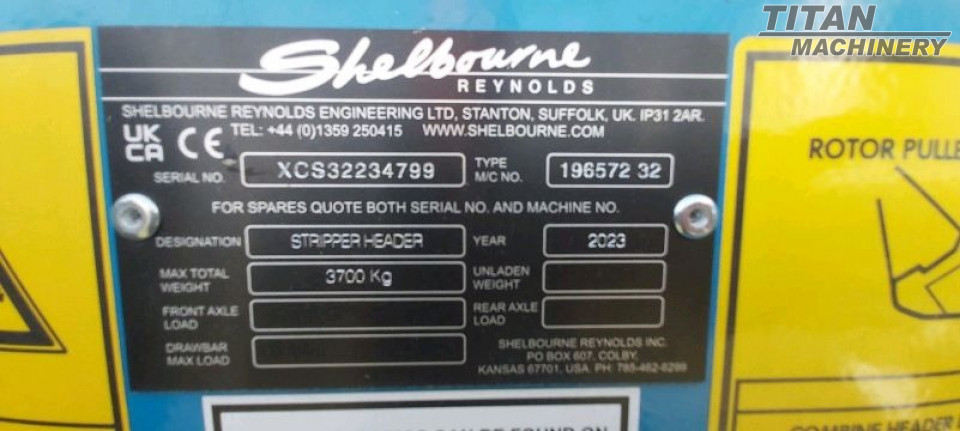 TITAN
MACHINERY
Shelbourne
REYNOLDS
SHELBOURNE REYNOLDS ENGINEERING LTD, STANTON, SUFFOLK, UK. IP31 2AR.
TEL: +44 (0)1359 250415 WWW.SHELBOURNE.COM
UK CA CE
SERIAL NO. XCS32234799 TYPE M/C NO. 196572 32
FOR SPARES QUOTE BOTH SERIAL NO. AND MACHINE NO.
DESIGNATION STRIPPER HEADER YEAR 2023
MAX TOTAL WEIGHT 3700 Kg UNLADEN WEIGHT
FRONT AXLE LOAD REAR AXLE LOAD
DRAWBAR MAX LOAD
SHELBOURNE REYNOLDS INC.
PO BOX 607, COLBY,
KANSAS 67701, USA. PH: 785-462-6299
ROTOR PULLE
COMBINE HEADER